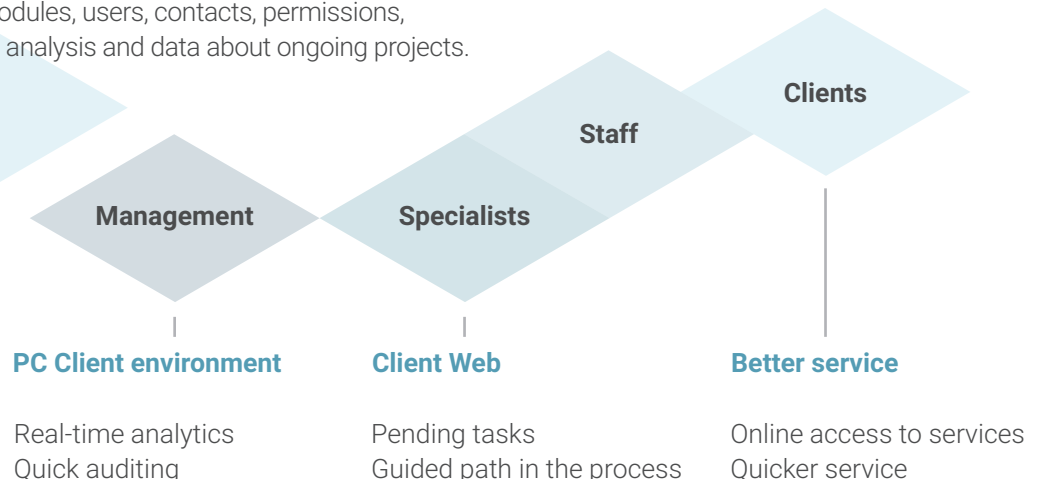 odules, users, contacts, permissions,
analysis and data about ongoing projects.
Clients
Staff
Management
Specialists
PC Client environment
Client Web
Better service
Real-time analytics
Pending tasks
Online access to services
Quick auditing
Guided path in the process
Quicker service